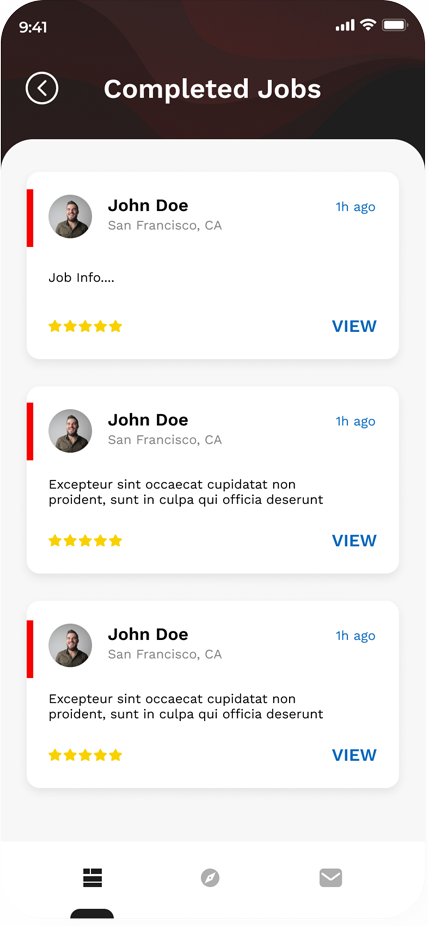 9:41
Completed Jobs
John Doe
1h ago
San Francisco, CA
Job Info....
VIEW
John Doe
1h ago
San Francisco, CA
Excepteur sint occaecat cupidatat non
proident, sunt in culpa qui officia deserunt
VIEW
John Doe
1h ago
San Francisco, CA
Excepteur sint occaecat cupidatat non
proident, sunt in culpa qui officia deserunt
VIEW